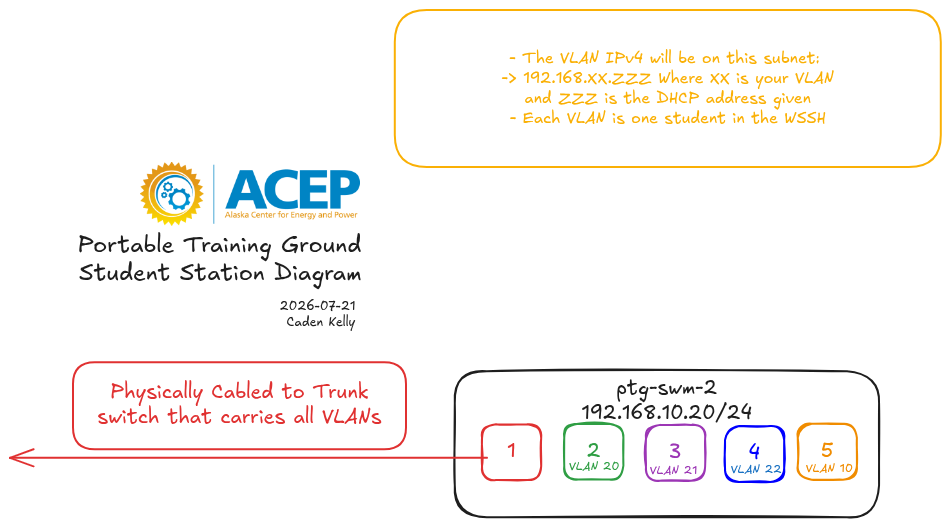 - The VLAN IPv4 will be on this subnet:
-> 192.168.XX.ZZZ Where XX is your VLAN
and ZZZ is the DHCP address given
- Each VLAN is one student in the WSSH
ACEP
Alaska Center for Energy and Power
Portable Training Ground
Student Station Diagram
2026-07-21
Caden Kelly
Physically Cabled to Trunk
switch that carries all VLANs
ptg-swm-2
192.168.10.20/24
1
2
VLAN 20
3
VLAN 21
4
VLAN 22
5
VLAN 10